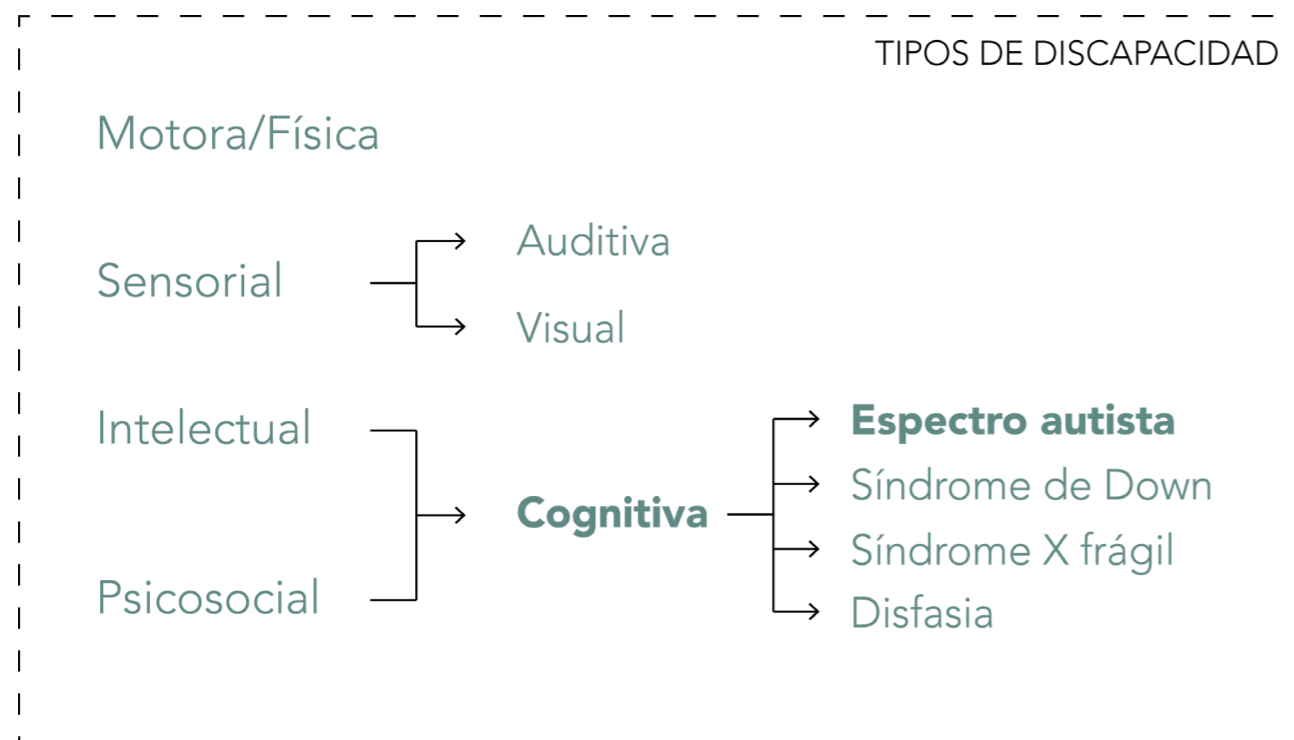 TIPOS DE DISCAPACIDAD
Motora/Física
Sensorial
Auditiva
Visual
Intelectual
Psicosocial
Cognitiva
Espectro autista
Síndrome de Down
Síndrome X frágil
Disfasia